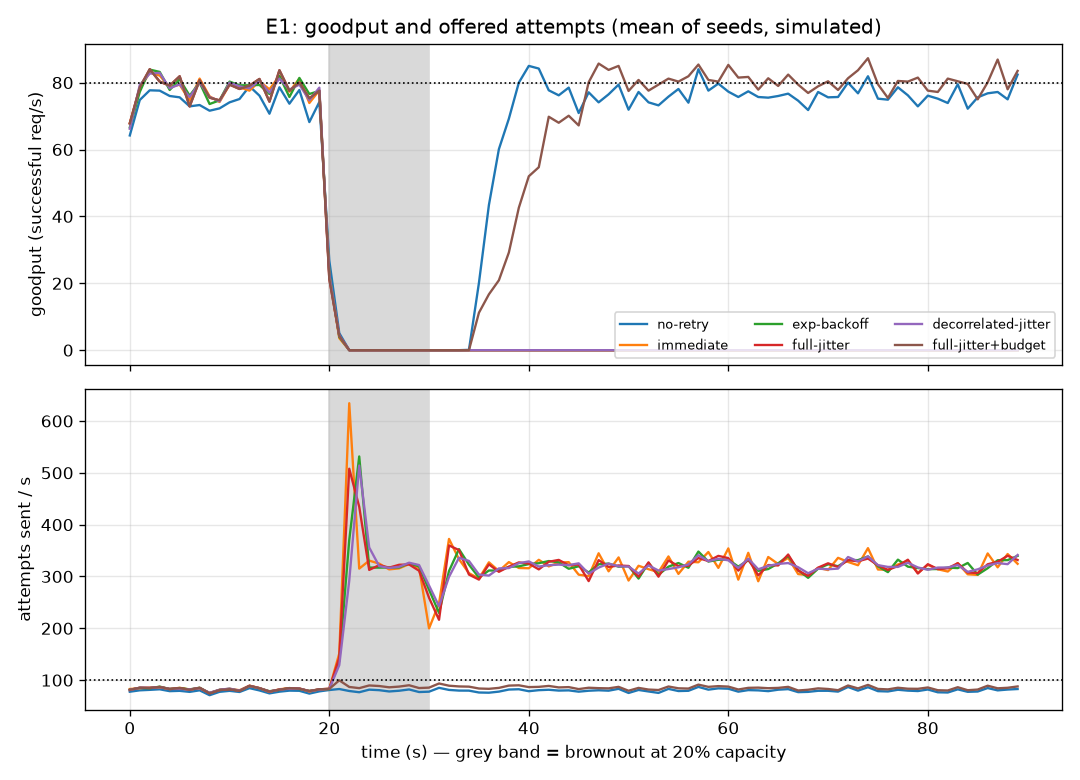 E1: goodput and offered attempts (mean of seeds, simulated)
goodput (successful req/s)
80
60
40
20
0
no-retry
exp-backoff
decorrelated-jitter
immediate
full-jitter
full-jitter+budget
attempts sent / s
600
500
400
300
200
100
0
20
40
60
80
time (s) — grey band = brownout at 20% capacity